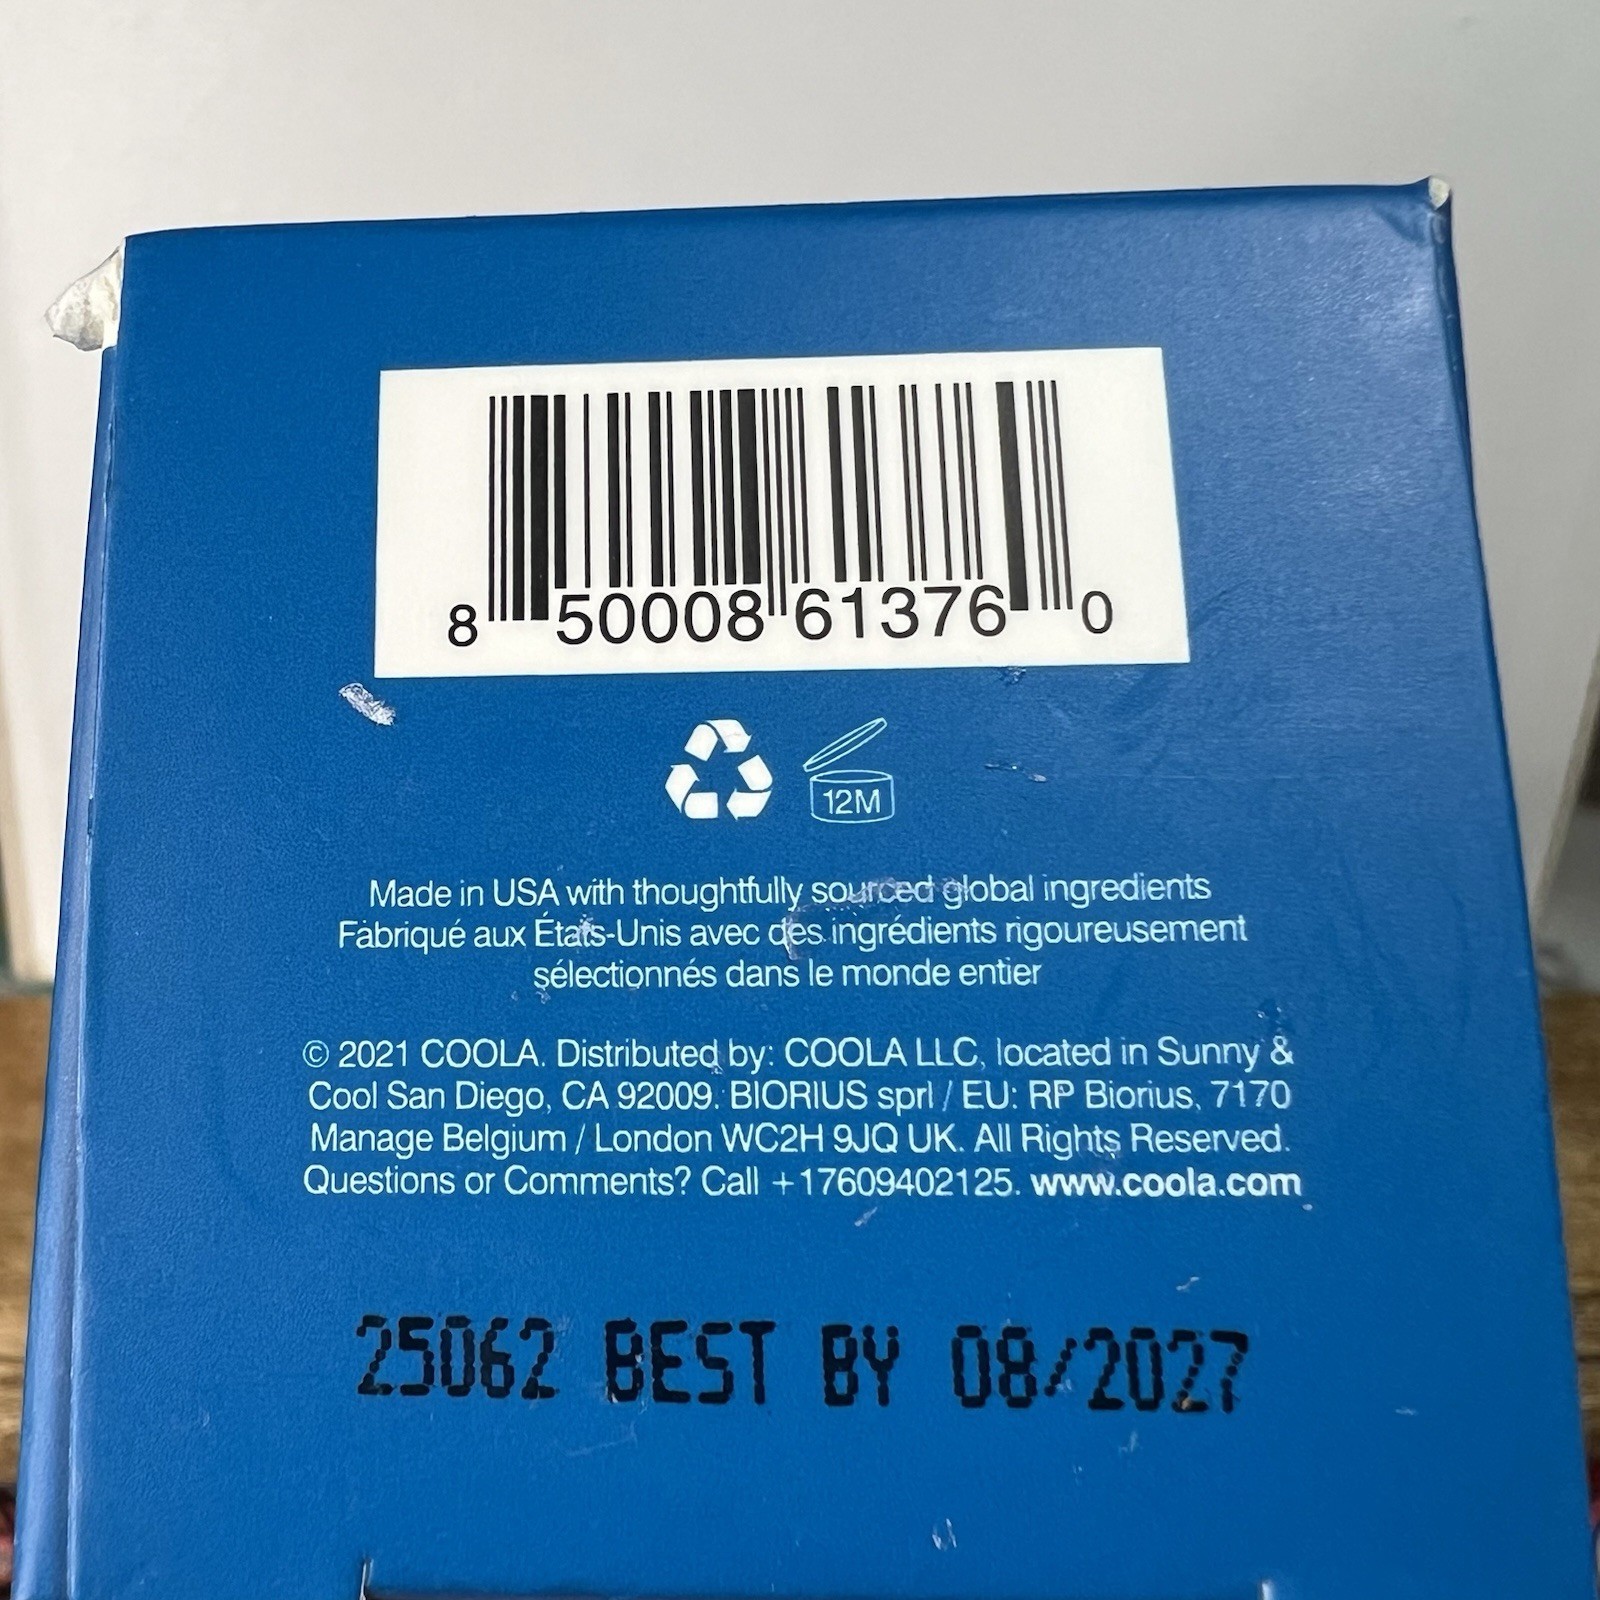 8 50008 61376 0
12M
Made in USA with thoughtfully sourced global ingredients
Fabriqué aux États-Unis avec des ingrédients rigoureusement
sélectionnés dans le monde entier
© 2021 COOLA. Distributed by: COOLA LLC, located in Sunny &
Cool San Diego, CA 92009. BIORIUS sprl / EU: RP Biorius, 7170
Manage Belgium / London WC2H 9JQ UK. All Rights Reserved.
Questions or Comments? Call +17609402125. www.coola.com
25062 BEST BY 08/2027